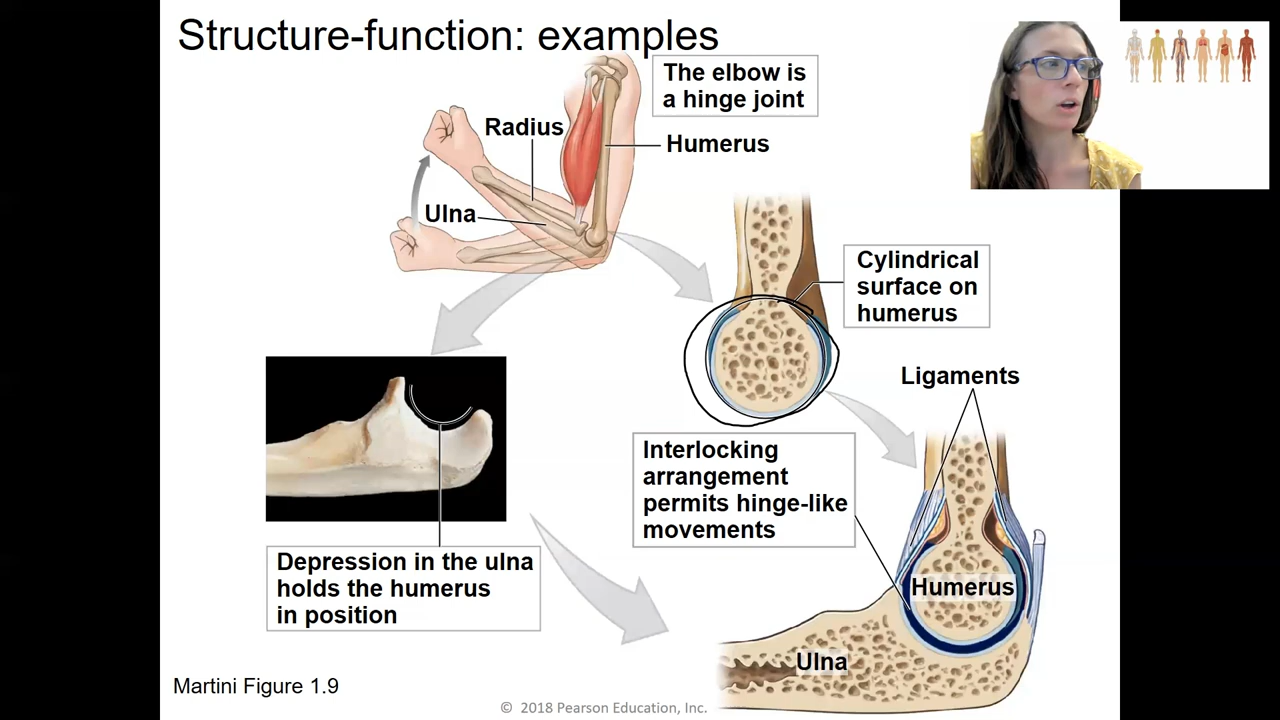 Structure-function: examples
The elbow is
a hinge joint
Radius
Humerus
Ulna
Cylindrical
surface on
humerus
Ligaments
Interlocking
arrangement
permits hinge-like
movements
Depression in the ulna
holds the humerus
in position
Humerus
Ulna
Martini Figure 1.9
© 2018 Pearson Education, Inc.